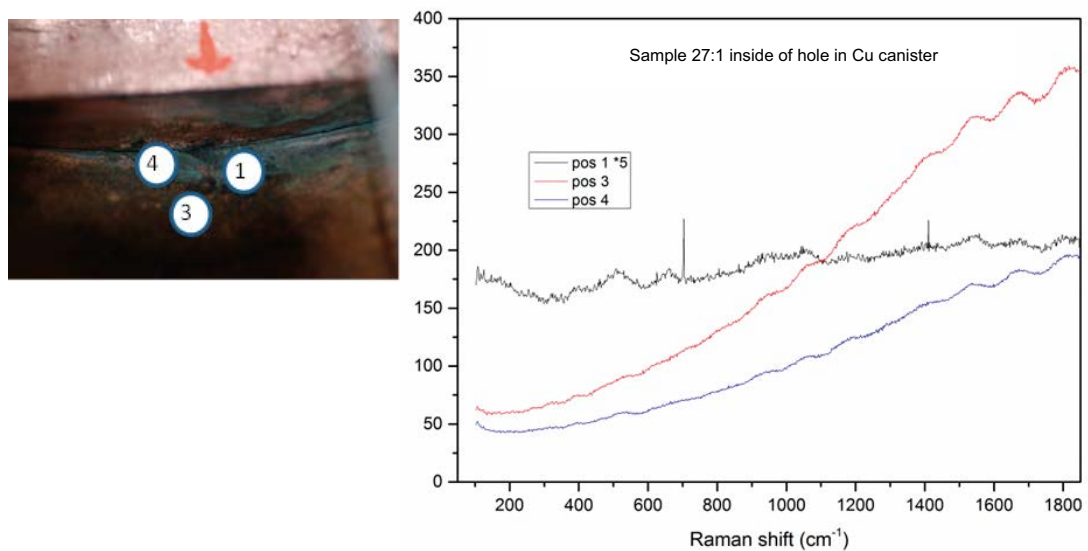 4
1
3
Sample 27:1 inside of hole in Cu canister
pos 1 *5
pos 3
pos 4
400
350
300
250
200
150
100
50
0
200 400 600 800 1000 1200 1400 1600 1800
Raman shift (cm⁻¹)